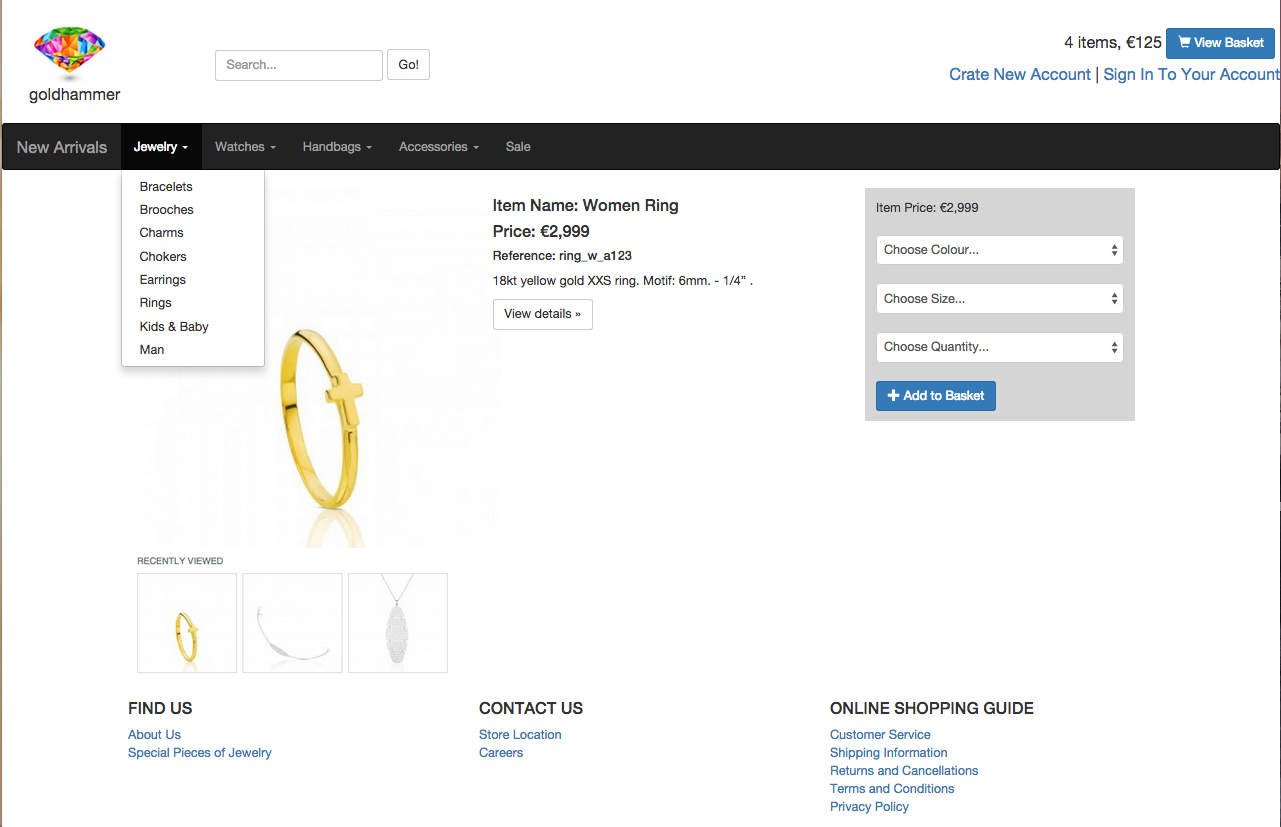 goldhammer
Search...
Go!
4 items, €125 View Basket
Crate New Account | Sign In To Your Account
New Arrivals Jewelry Watches Handbags Accessories Sale
Bracelets
Brooches
Charms
Chokers
Earrings
Rings
Kids & Baby
Man
Item Name: Women Ring
Price: €2,999
Reference: ring_w_a123
18kt yellow gold XXS ring. Motif: 6mm. - 1/4” .
View details »
Item Price: €2,999
Choose Colour...
Choose Size...
Choose Quantity...
Add to Basket
RECENTLY VIEWED
FIND US
About Us
Special Pieces of Jewelry
CONTACT US
Store Location
Careers
ONLINE SHOPPING GUIDE
Customer Service
Shipping Information
Returns and Cancellations
Terms and Conditions
Privacy Policy